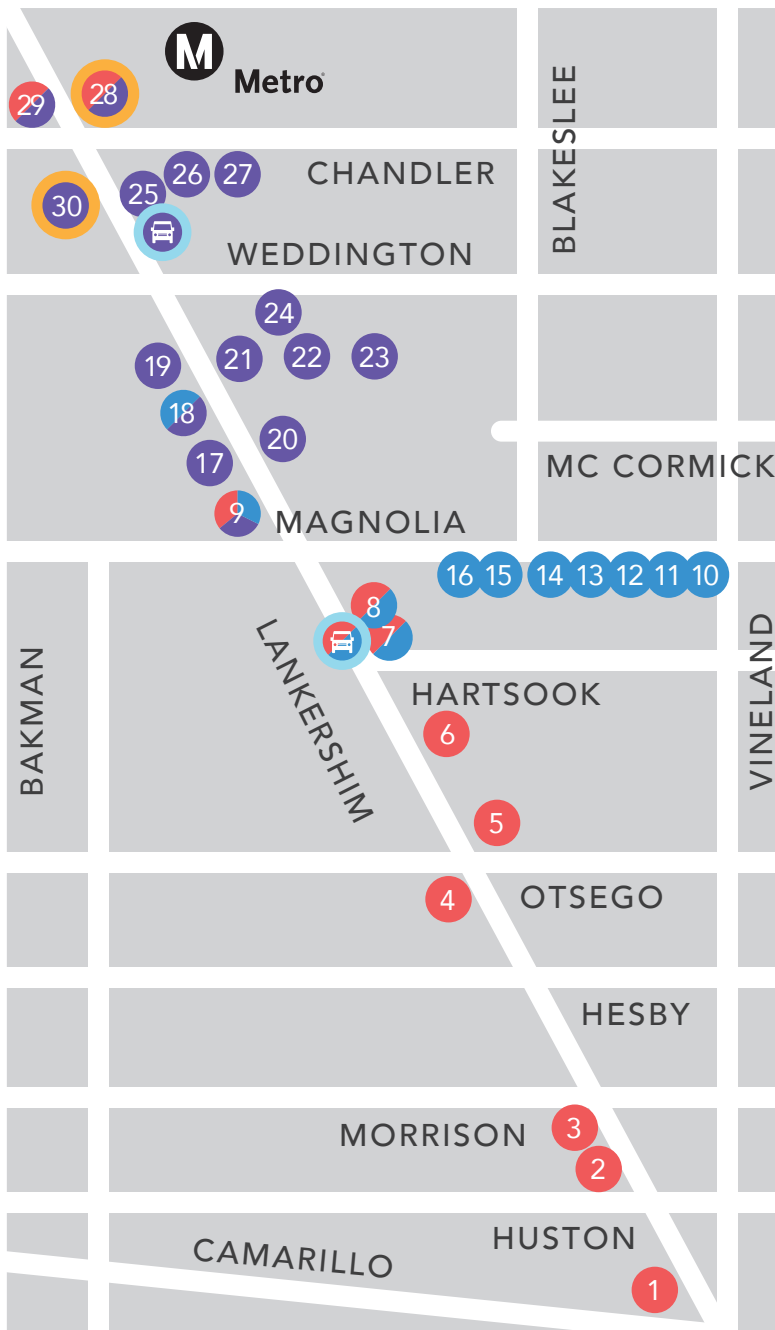 M
Metro
28
29
BLAKESLEE
26
27
CHANDLER
25
30
WEDDINGTON
24
21
22
23
19
18
20
17
MC CORMICK
9
MAGNOLIA
16
15
14
13
12
11
10
8
7
LANKERSHIM
BAKMAN
VINELAND
HARTSOOK
6
5
4
OTSEGO
HESBY
3
MORRISON
2
HUSTON
CAMARILLO
1